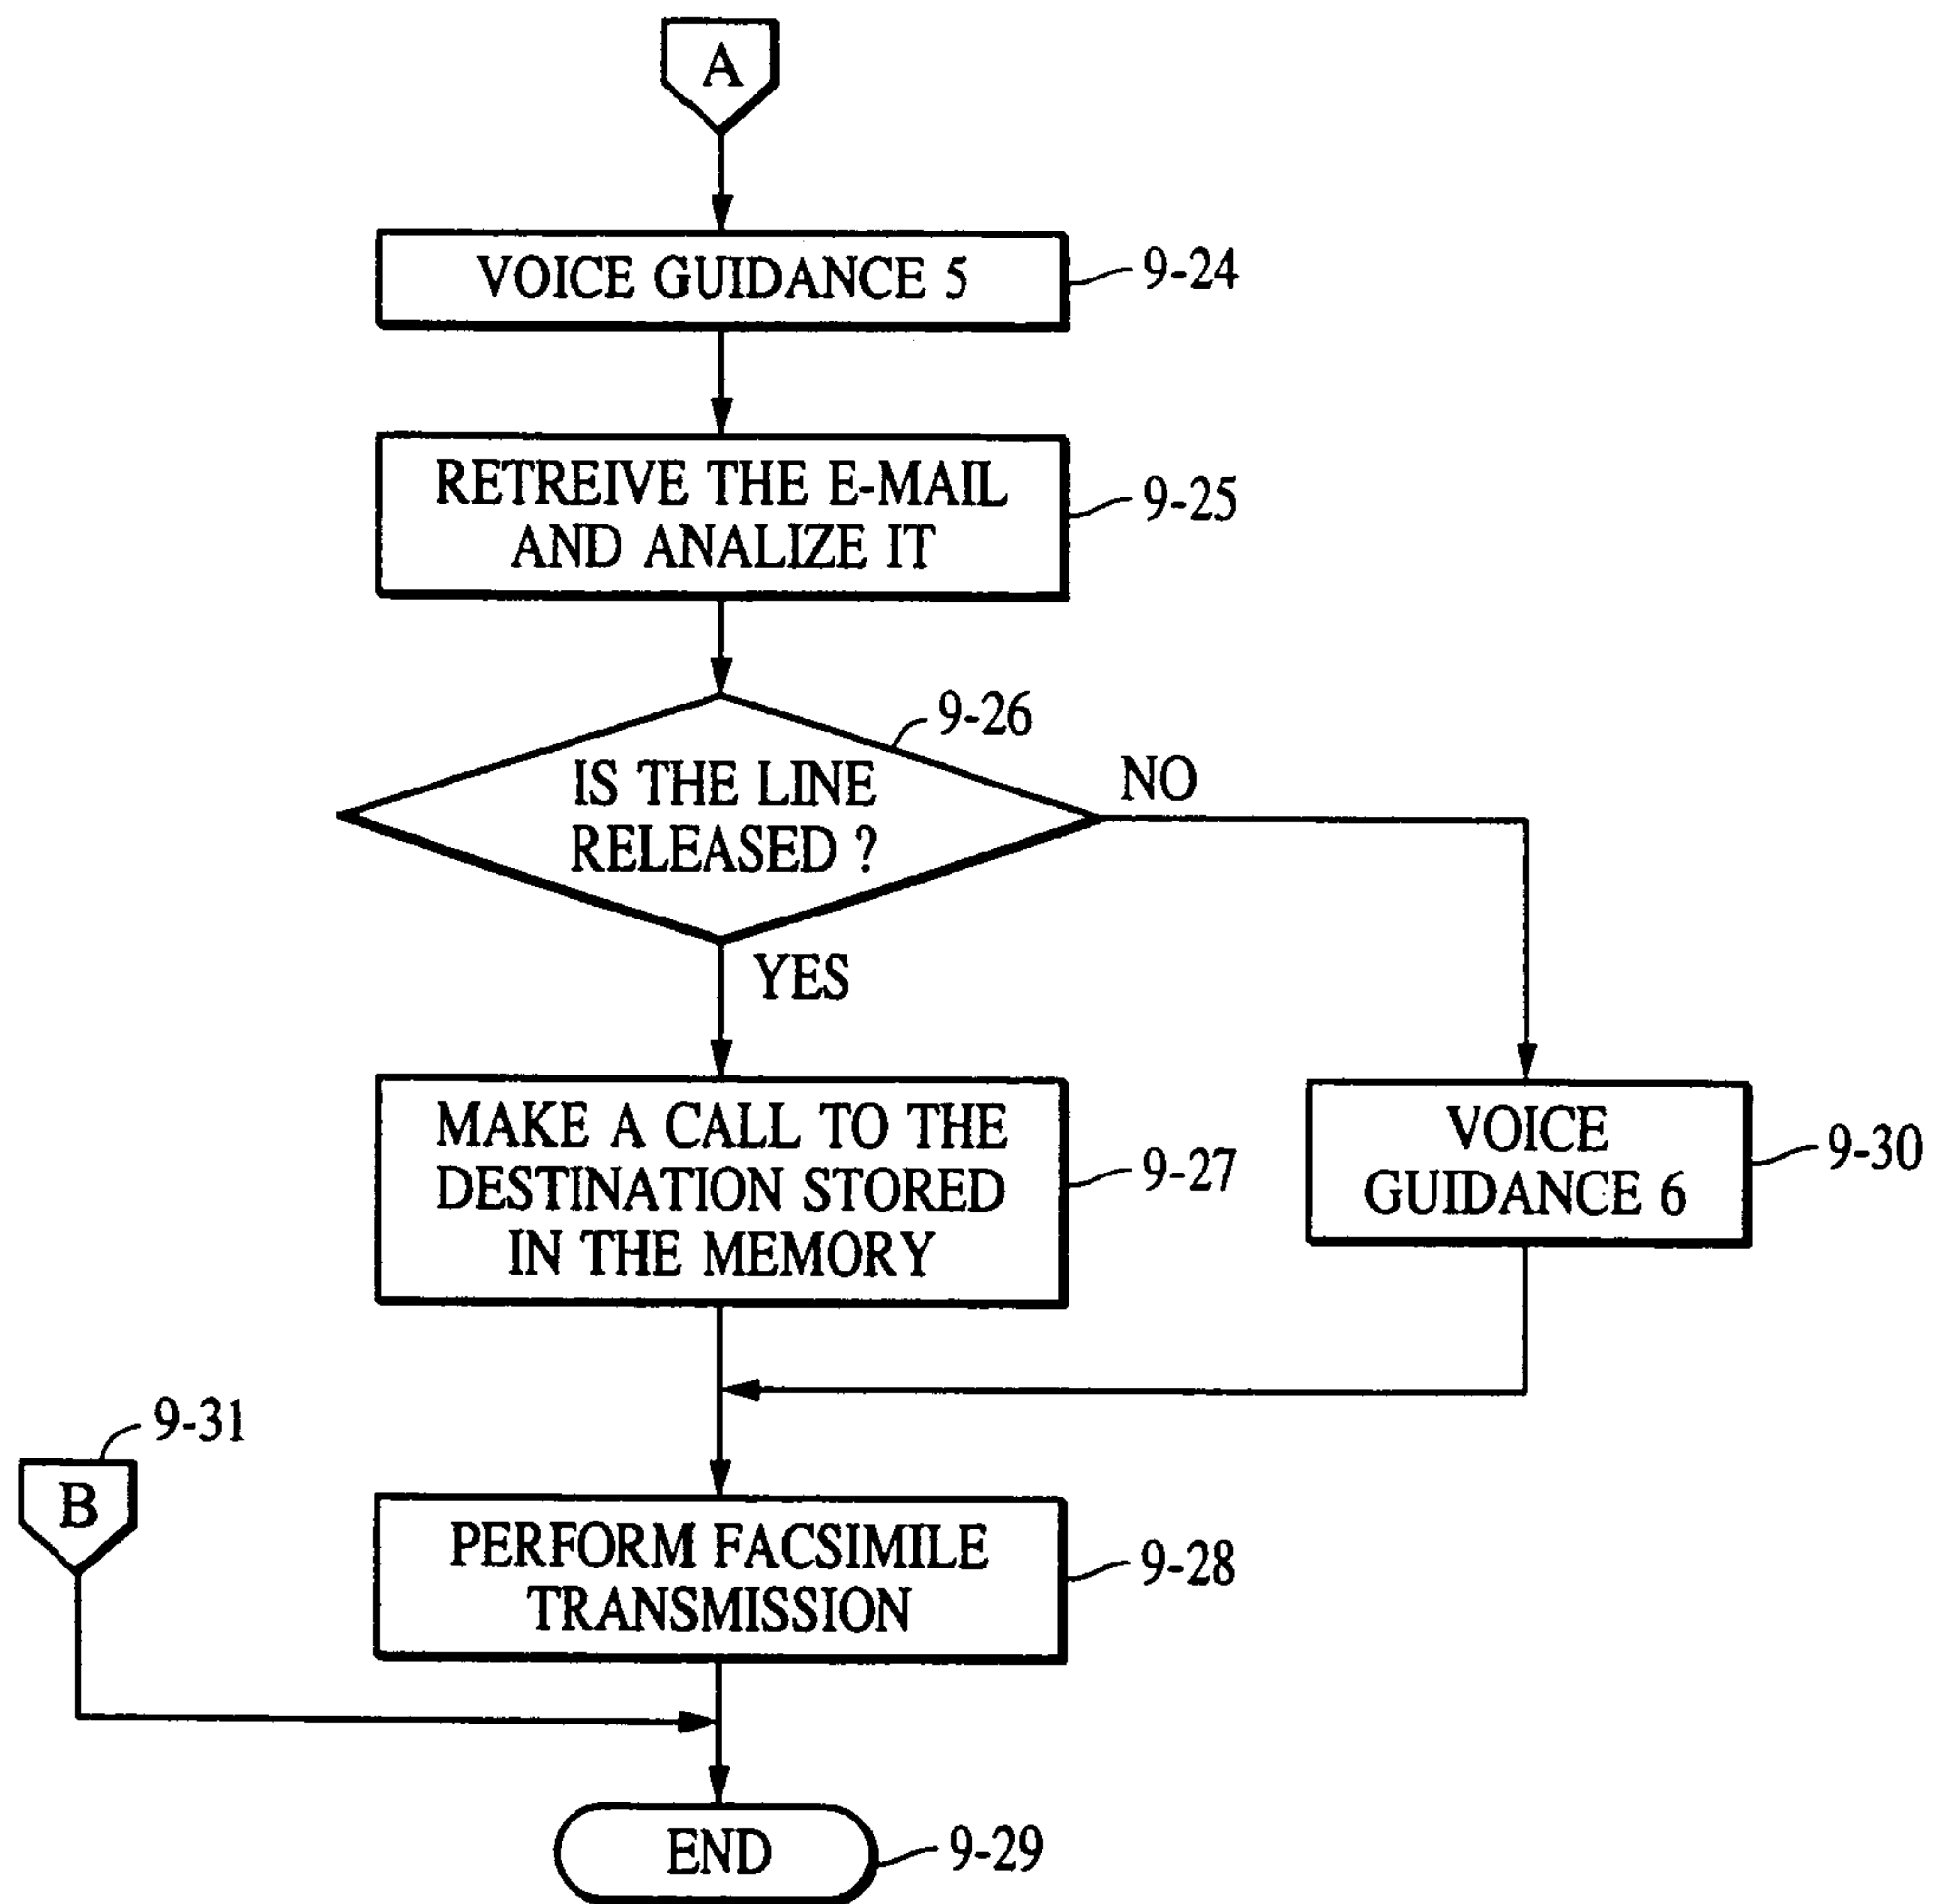 A
VOICE GUIDANCE 5
9-24
RETREIVE THE E-MAIL
AND ANALIZE IT
9-25
9-26
IS THE LINE
RELEASED ?
NO
YES
MAKE A CALL TO THE
DESTINATION STORED
IN THE MEMORY
9-27
VOICE
GUIDANCE 6
9-30
9-31
B
PERFORM FACSIMILE
TRANSMISSION
9-28
END
9-29